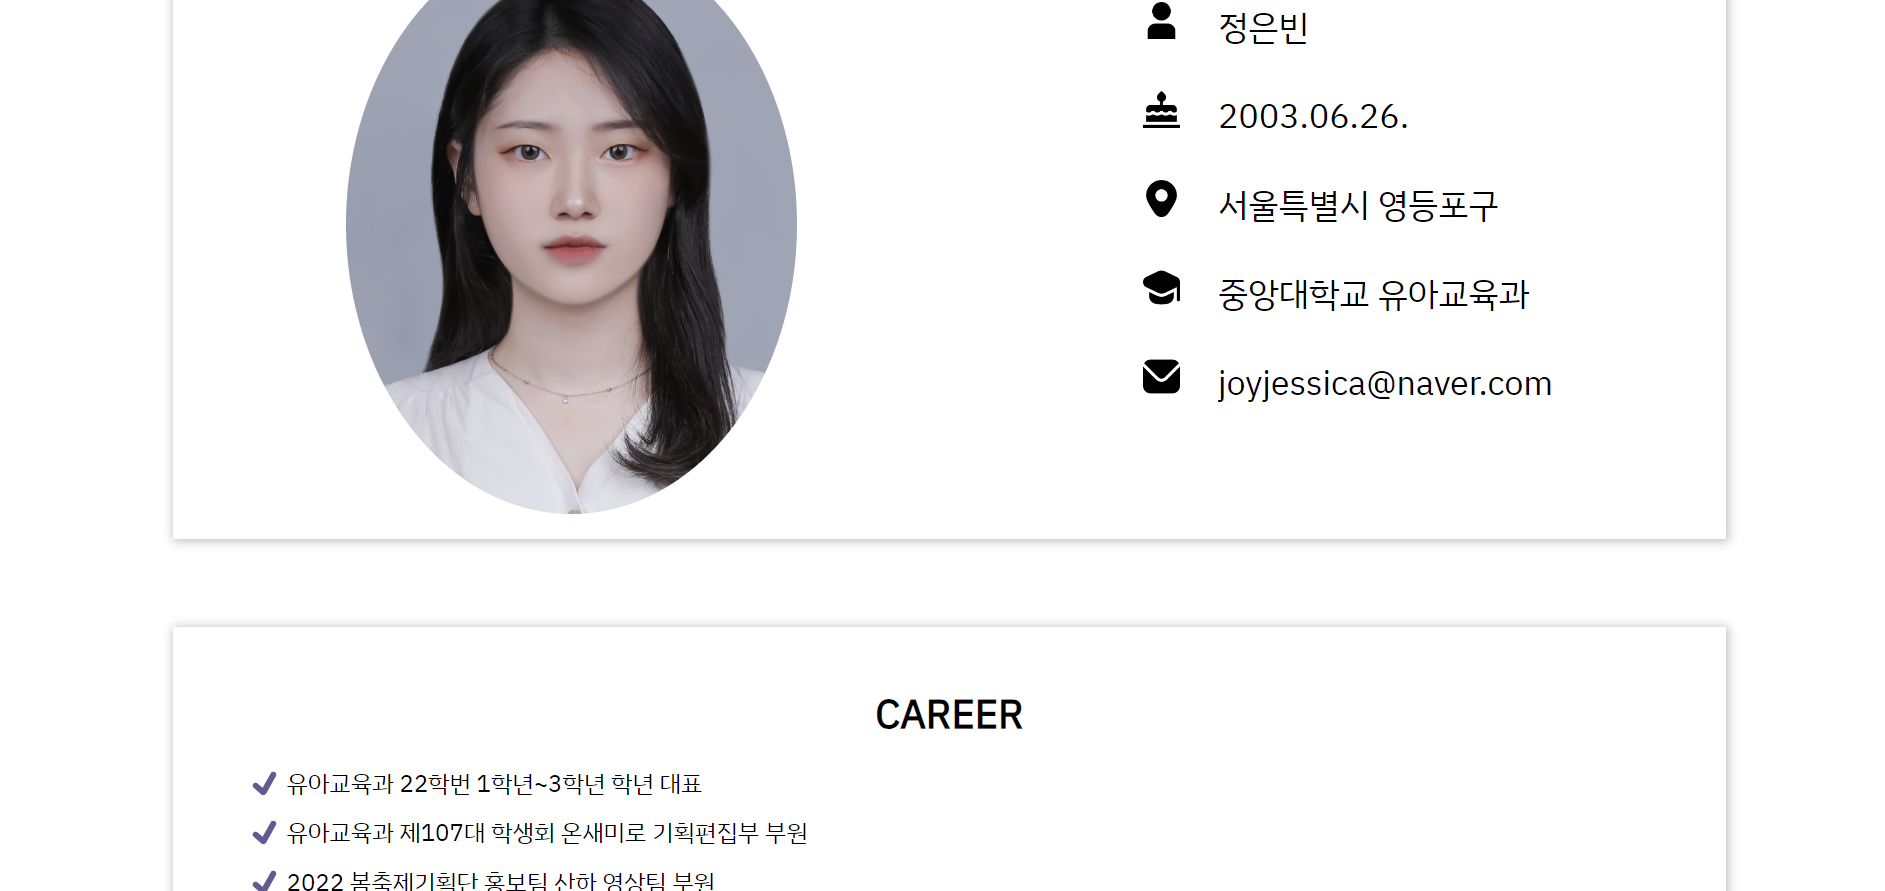 정은빈
2003.06.26.
서울특별시 영등포구
중앙대학교 유아교육과
joyjessica@naver.com
CAREER
유아교육과 22학번 1학년~3학년 학년 대표
유아교육과 제107대 학생회 온새미로 기획편집부 부원
2022 봄축제기획단 홍보팀 산하 영상팀 부원